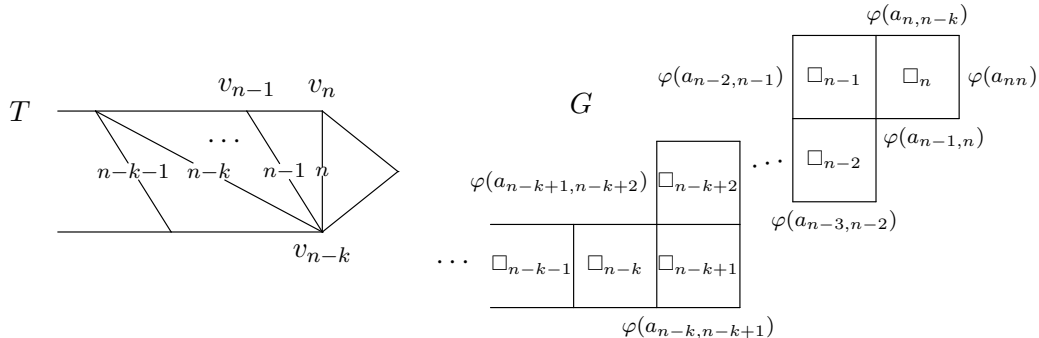 φ(a_{n,n−k})
v_{n−1} v_n
T
φ(a_{n−2,n−1}) □_{n−1} □_n φ(a_{nn})
G
⋯
φ(a_{n−1,n})
⋯ □_{n−2}
n−k−1 n−k n−1 n
φ(a_{n−k+1,n−k+2}) □_{n−k+2}
φ(a_{n−3,n−2})
v_{n−k}
⋯ □_{n−k−1} □_{n−k} □_{n−k+1}
φ(a_{n−k,n−k+1})